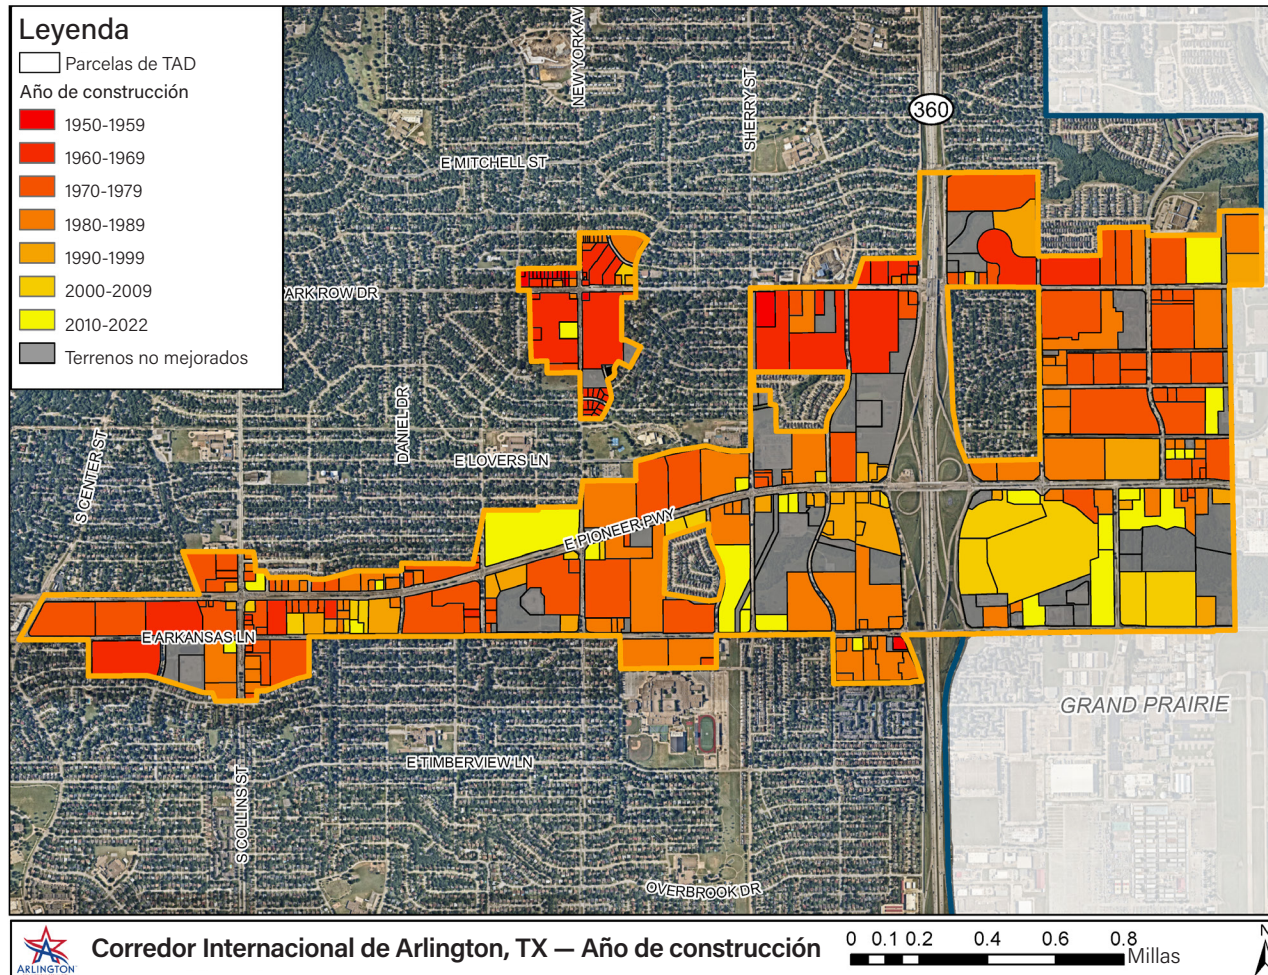 Leyenda
Parcelas de TAD
Año de construcción
1950-1959
1960-1969
1970-1979
1980-1989
1990-1999
2000-2009
2010-2022
Terrenos no mejorados
NEW YORK AV
SHERRY ST
360
E MITCHELL ST
ARK ROW DR
DANIEL DR
S CENTER ST
E LOVERS LN
E PIONEER PWY
E ARKANSAS LN
GRAND PRAIRIE
E TIMBERVIEW LN
S COLLINS ST
OVERBROOK DR
ARLINGTON
Corredor Internacional de Arlington, TX — Año de construcción
0 0.1 0.2 0.4 0.6 0.8
Millas
N